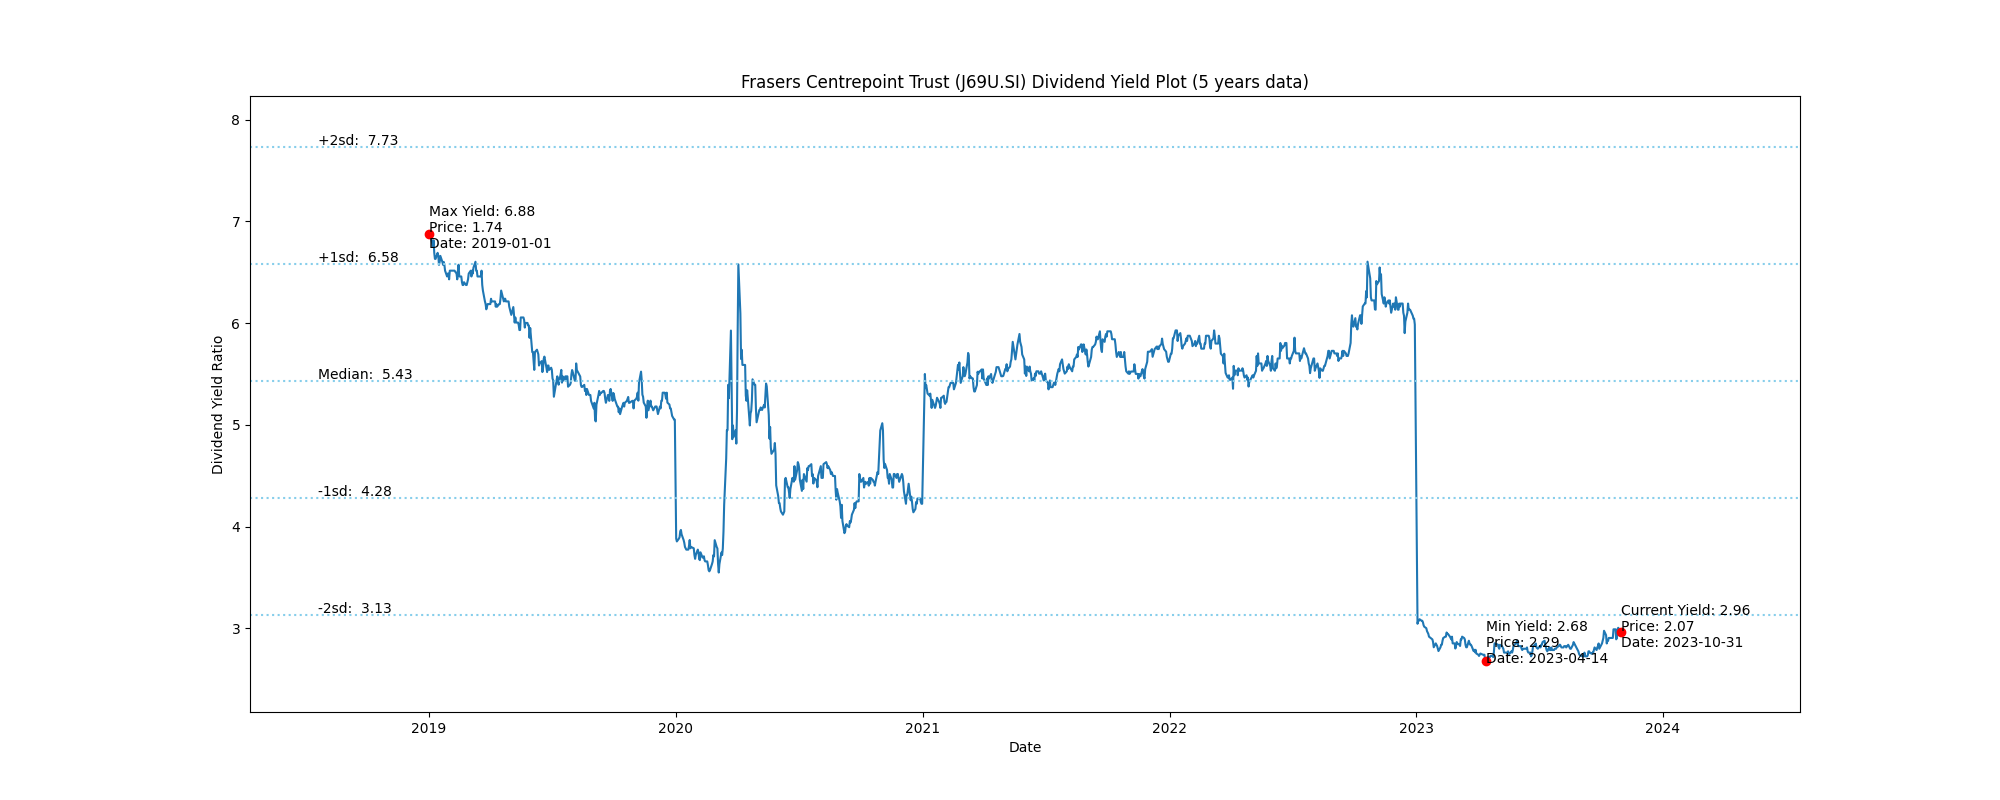 Frasers Centrepoint Trust (J69U.SI) Dividend Yield Plot (5 years data)
8
+2sd:  7.73
Max Yield: 6.88
Price: 1.74
Date: 2019-01-01
7
+1sd:  6.58
6
Dividend Yield Ratio
Median:  5.43
5
-1sd:  4.28
4
-2sd:  3.13
3
Min Yield: 2.68
Price: 2.29
Date: 2023-04-14
Current Yield: 2.96
Price: 2.07
Date: 2023-10-31
2019 2020 2021 2022 2023 2024
Date